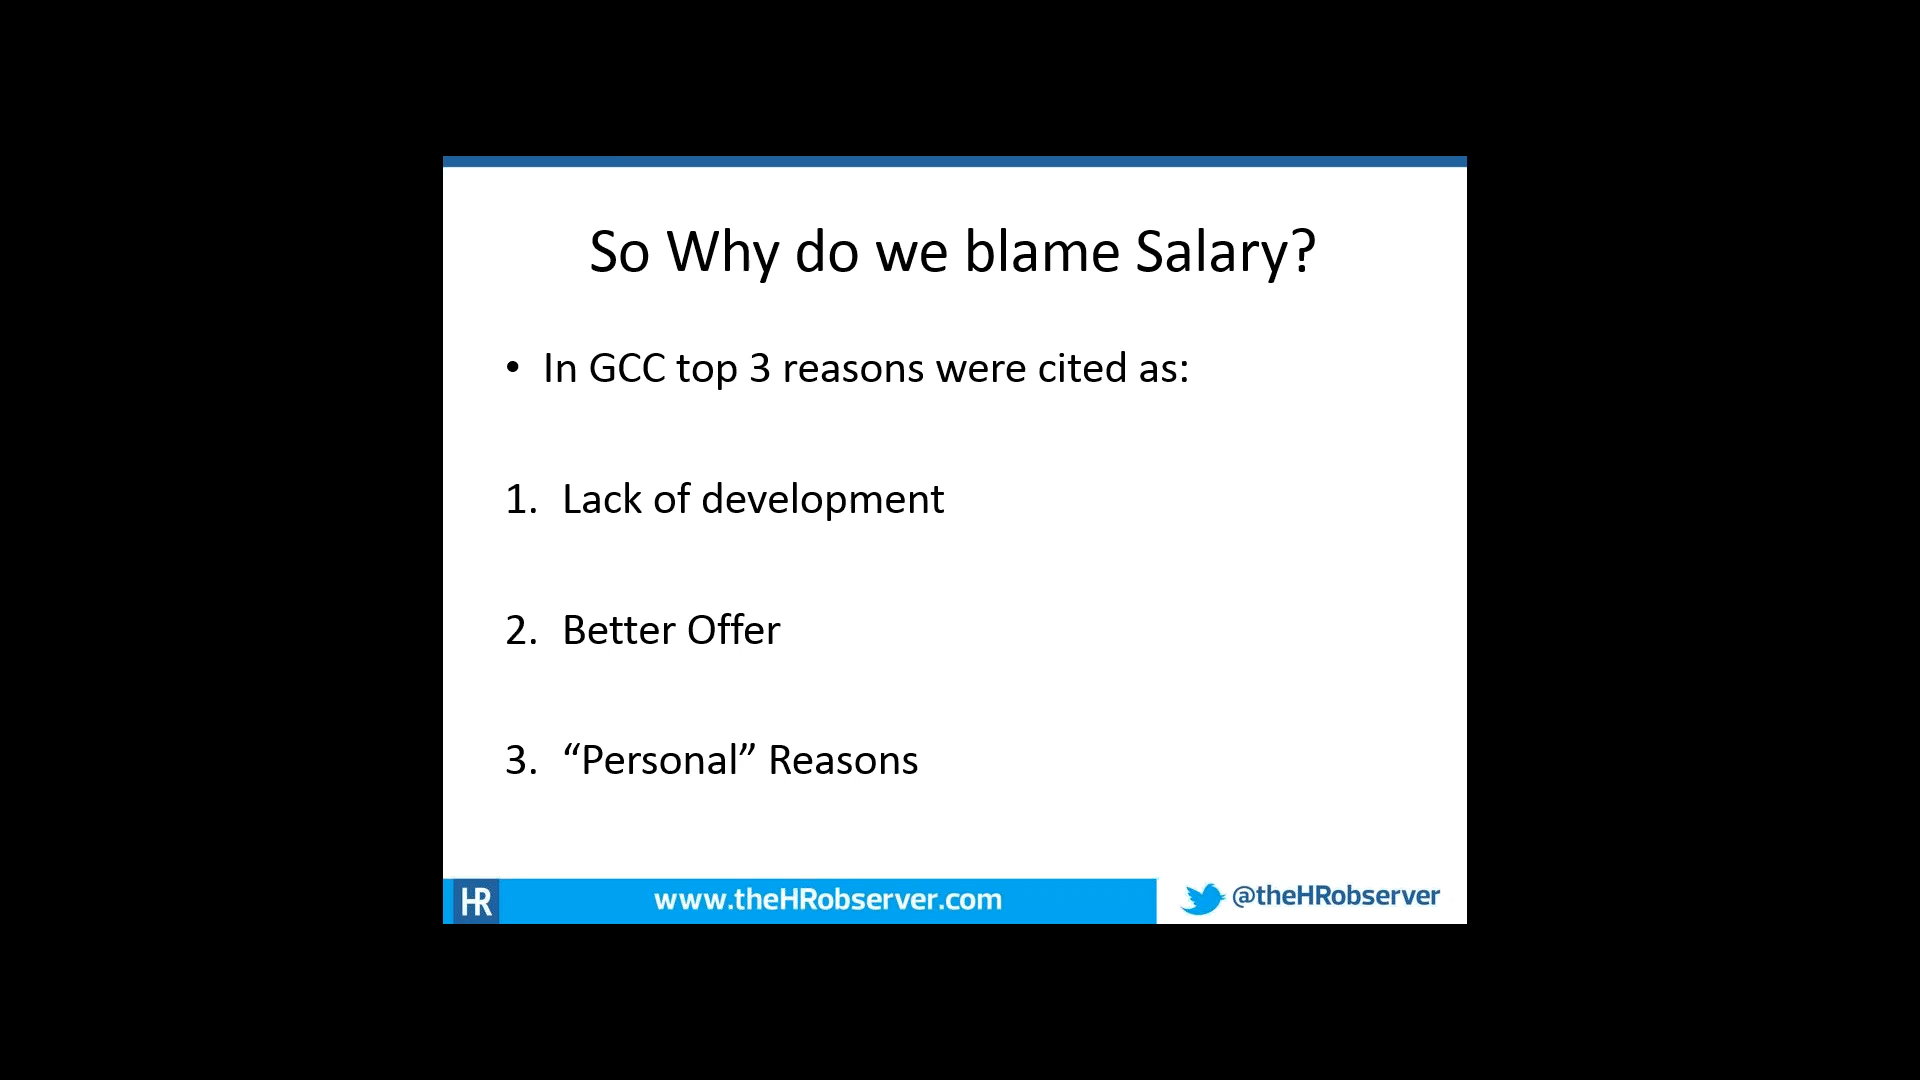 So Why do we blame Salary?
• In GCC top 3 reasons were cited as:
1. Lack of development
2. Better Offer
3. “Personal” Reasons
HR www.theHRobserver.com @theHRobserver